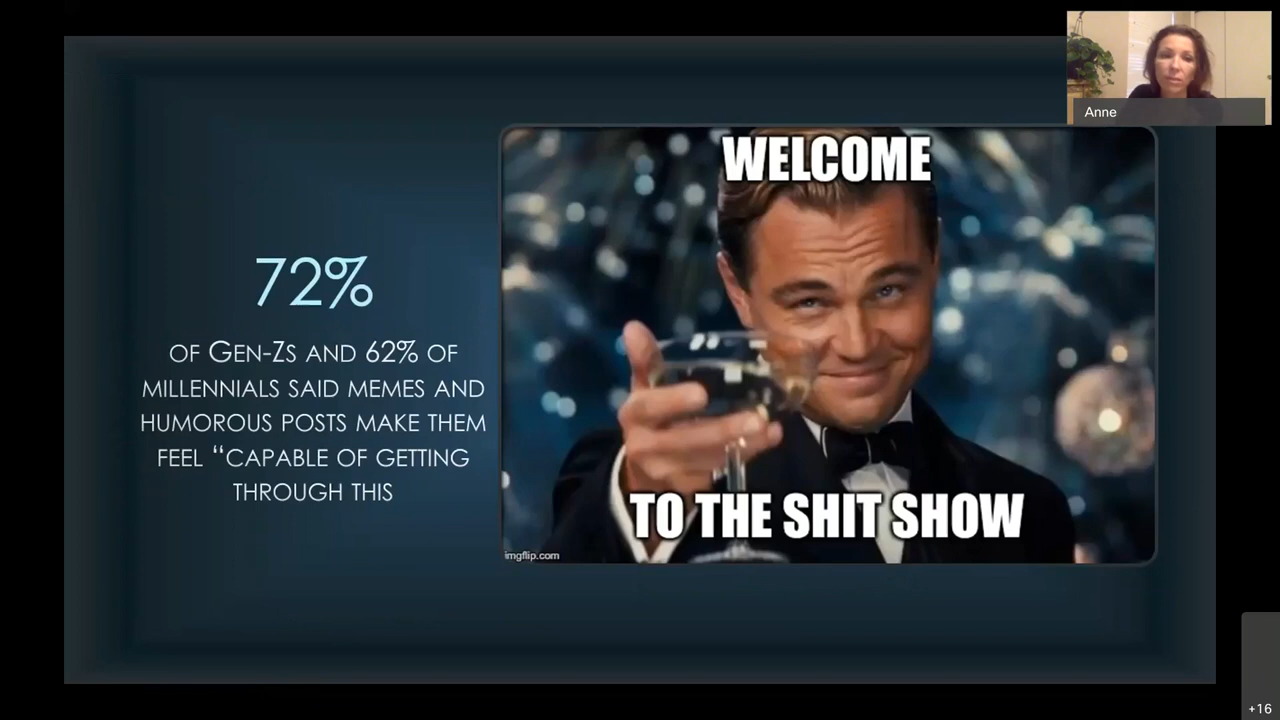 Anne
WELCOME
72%
OF GEN-ZS AND 62% OF
MILLENNIALS SAID MEMES AND
HUMOROUS POSTS MAKE THEM
FEEL “CAPABLE OF GETTING
THROUGH THIS
TO THE SHIT SHOW
imgflip.com
+16